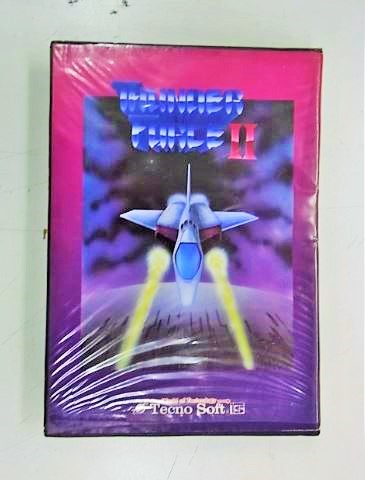 THUNDER
FORCE II
Tecno Soft